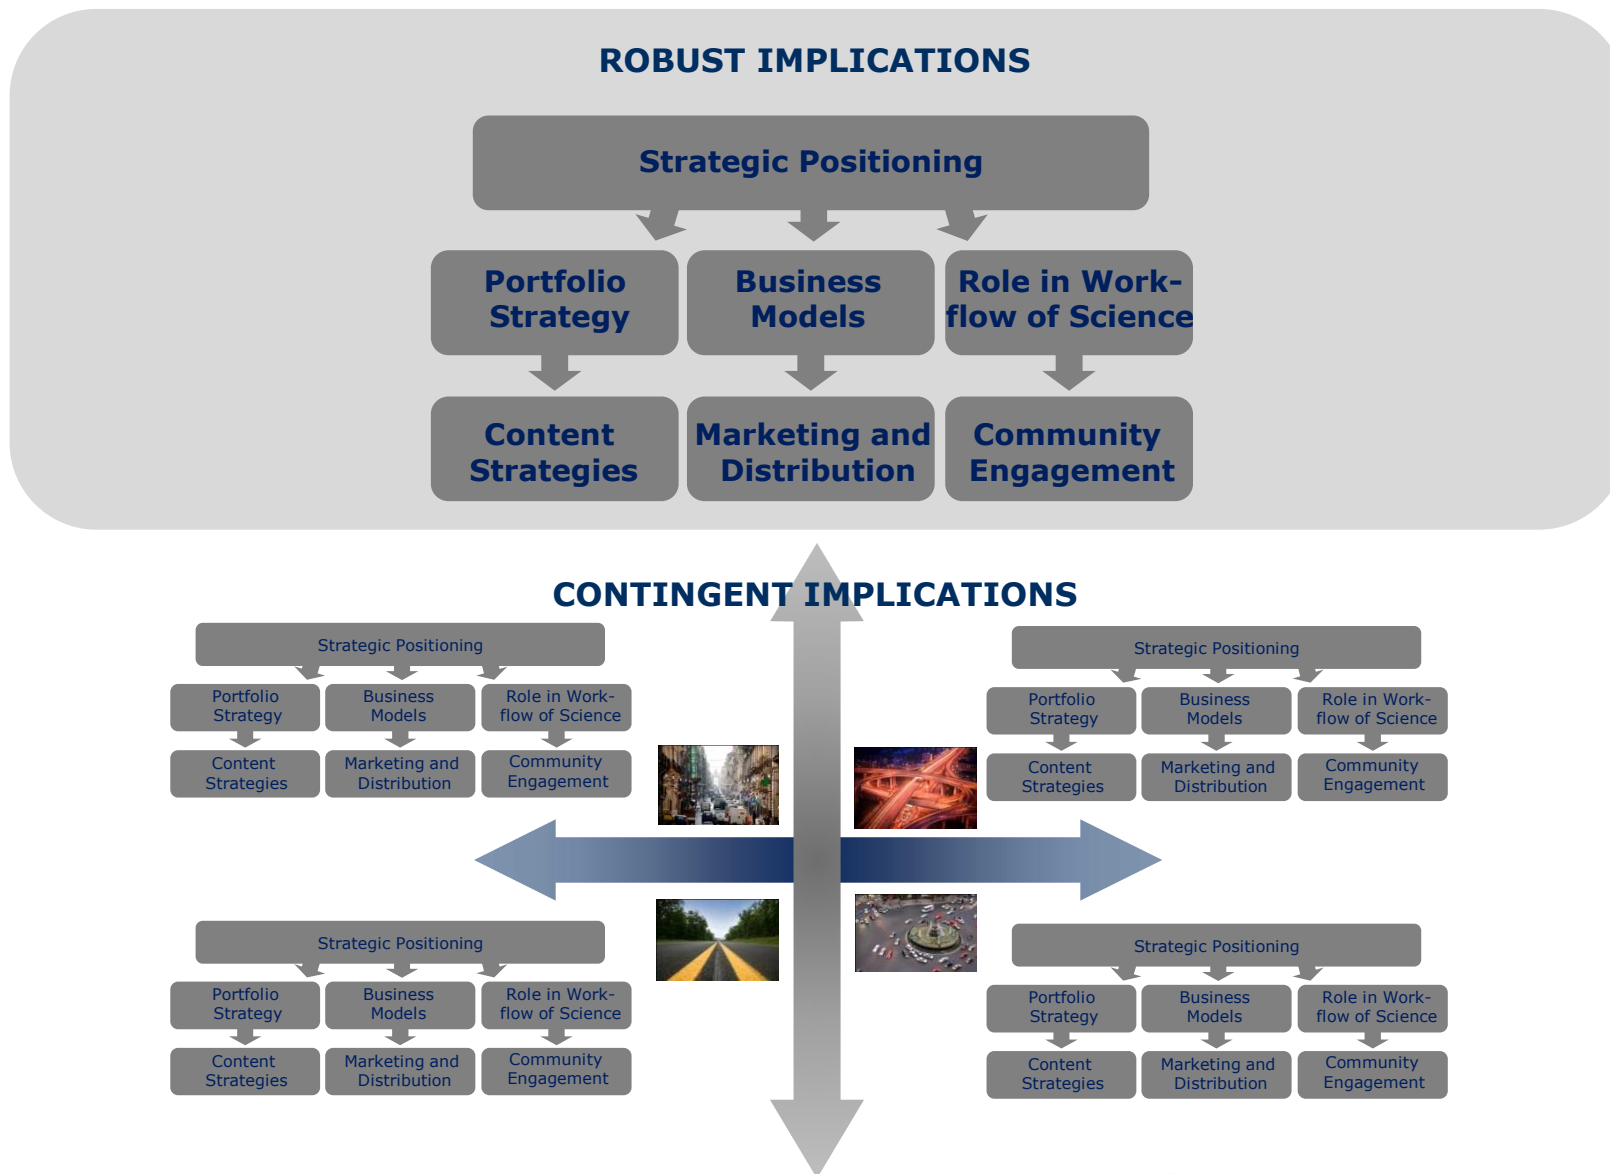 ROBUST IMPLICATIONS
Strategic Positioning
Portfolio
Strategy
Business
Models
Role in Work-
flow of Science
Content
Strategies
Marketing and
Distribution
Community
Engagement
CONTINGENT IMPLICATIONS
Strategic Positioning
Portfolio
Strategy
Business
Models
Role in Work-
flow of Science
Content
Strategies
Marketing and
Distribution
Community
Engagement
Strategic Positioning
Portfolio
Strategy
Business
Models
Role in Work-
flow of Science
Content
Strategies
Marketing and
Distribution
Community
Engagement
Strategic Positioning
Portfolio
Strategy
Business
Models
Role in Work-
flow of Science
Content
Strategies
Marketing and
Distribution
Community
Engagement
Strategic Positioning
Portfolio
Strategy
Business
Models
Role in Work-
flow of Science
Content
Strategies
Marketing and
Distribution
Community
Engagement